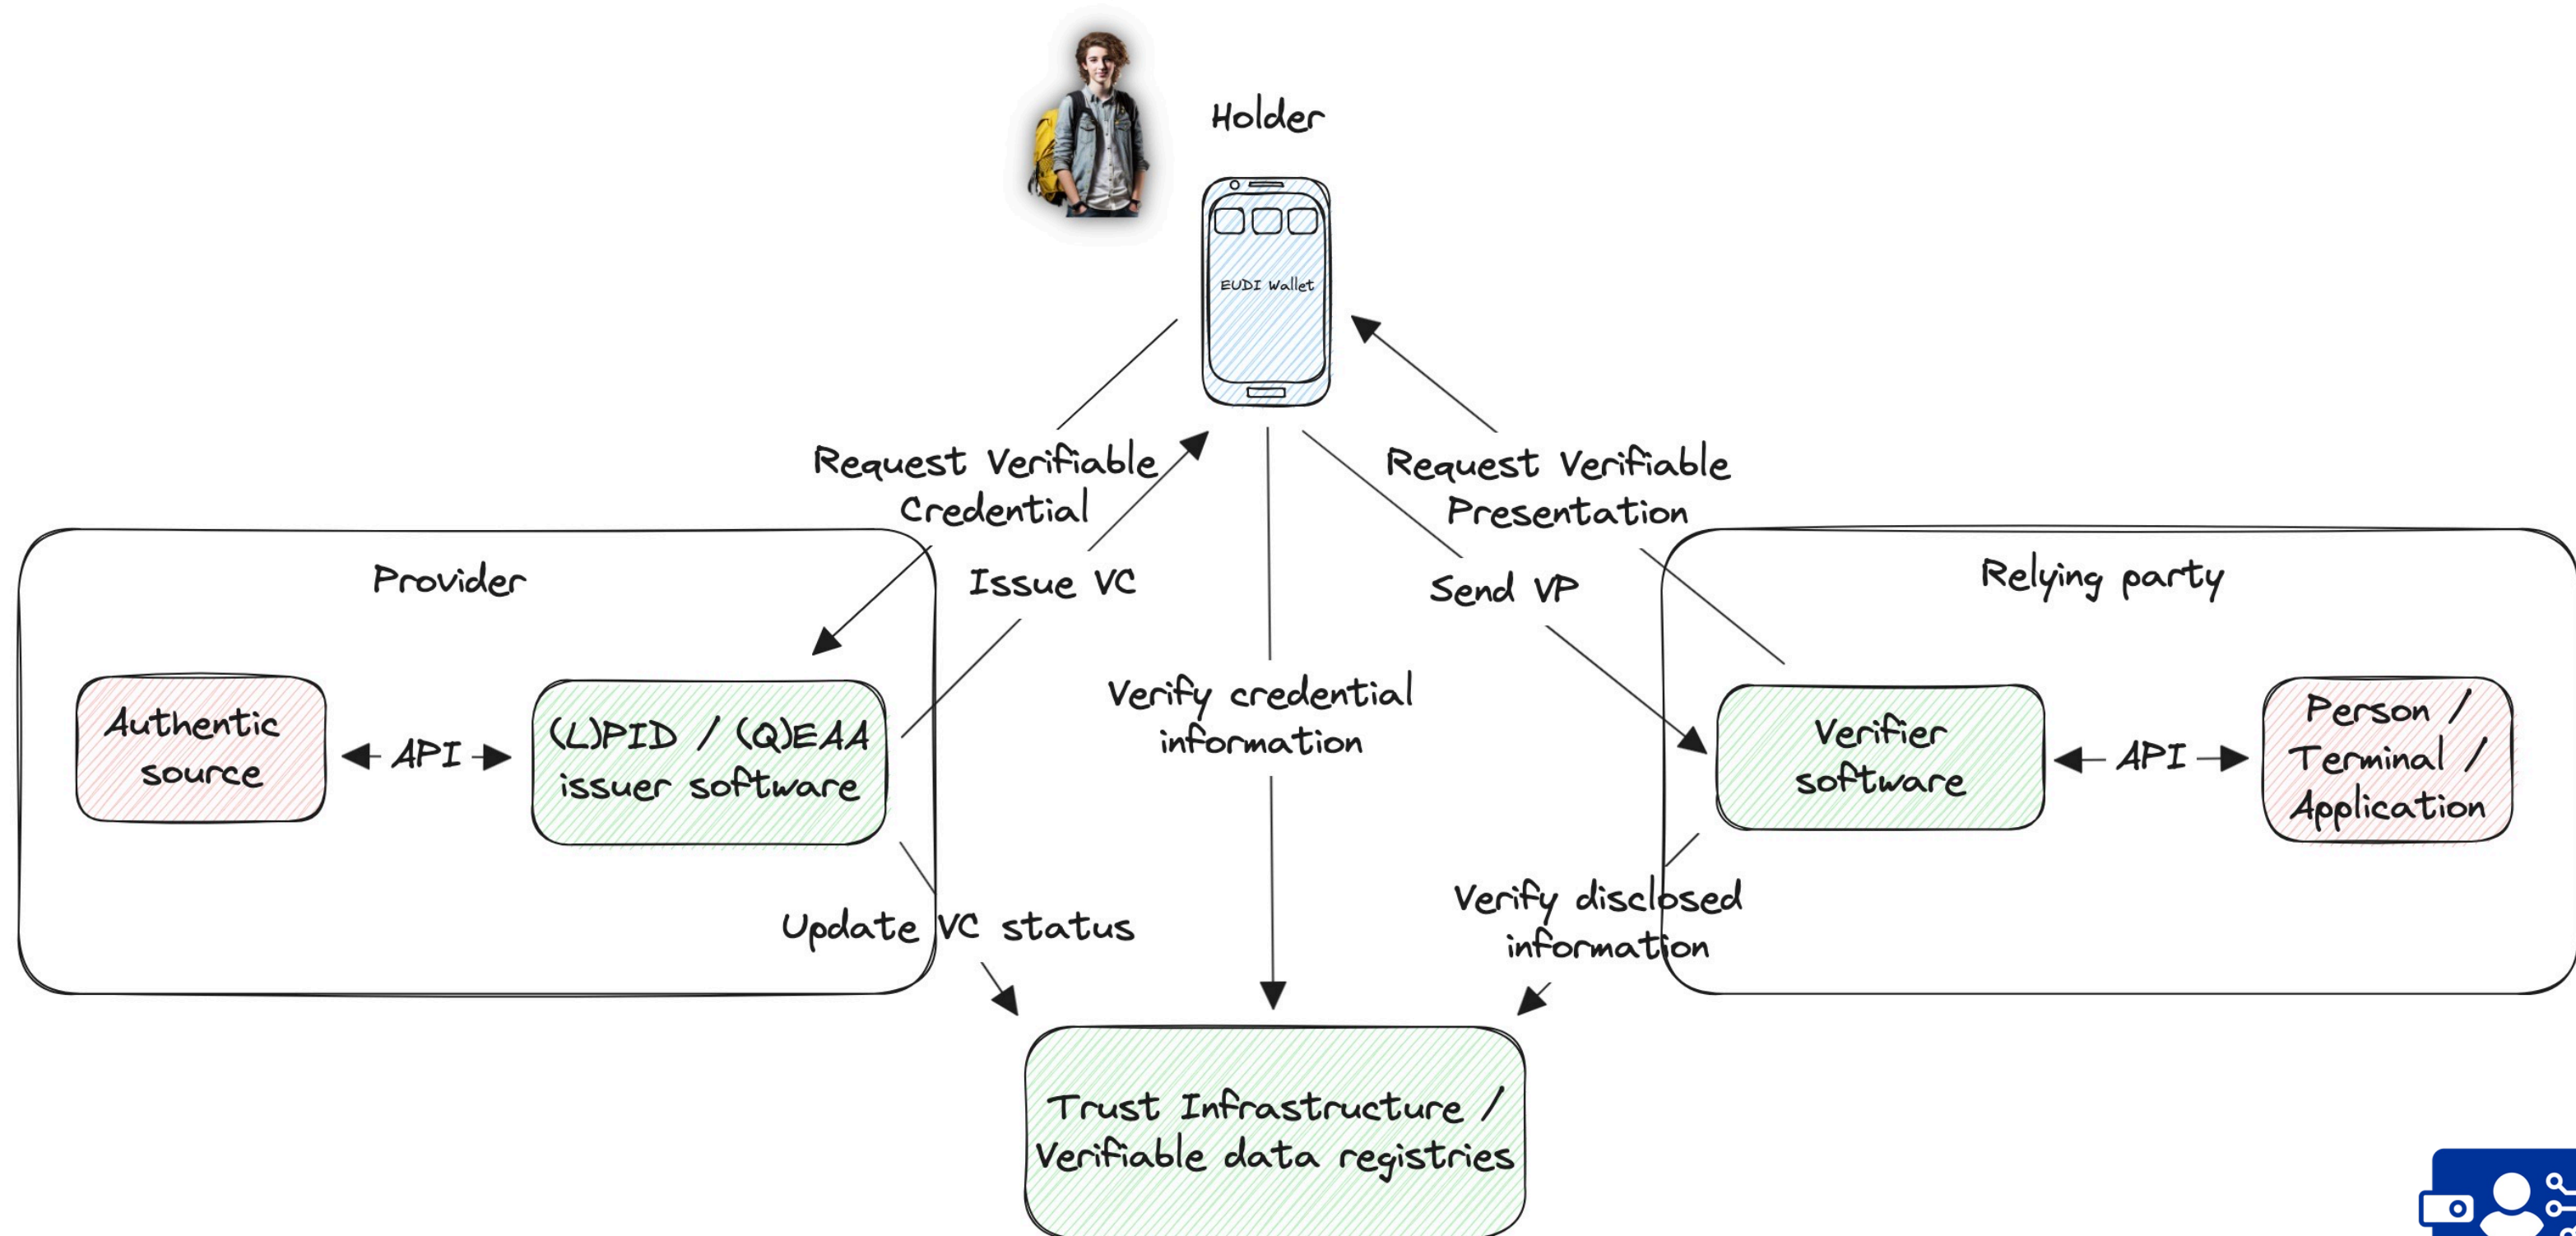 Holder
EUDI Wallet
Request Verifiable
Credential
Issue VC
Request Verifiable
Presentation
Send VP
Provider
Authentic
source
API
(L)PID / (Q)EAA
issuer software
Verify credential
information
Relying party
Verifier
software
API
Person /
Terminal /
Application
Update VC status
Verify disclosed
information
Trust Infrastructure /
Verifiable data registries